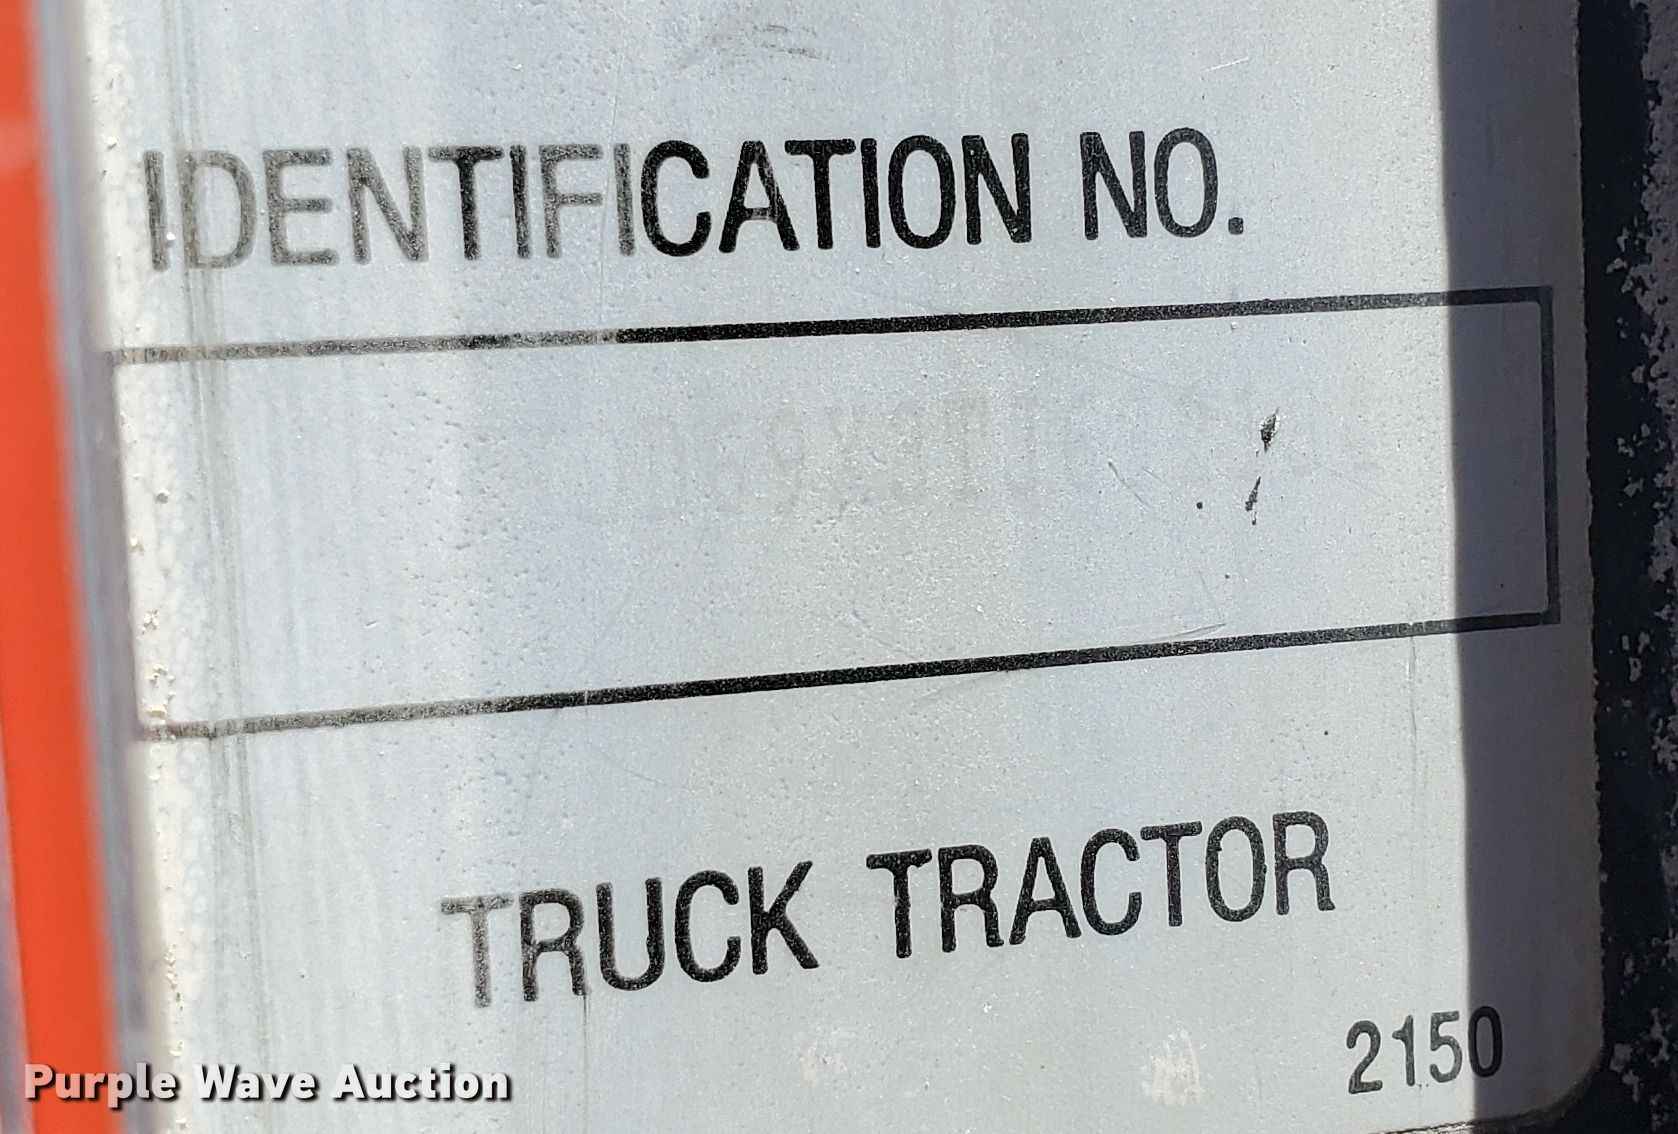 IDENTIFICATION NO.
TRUCK TRACTOR
2150
Purple Wave Auction